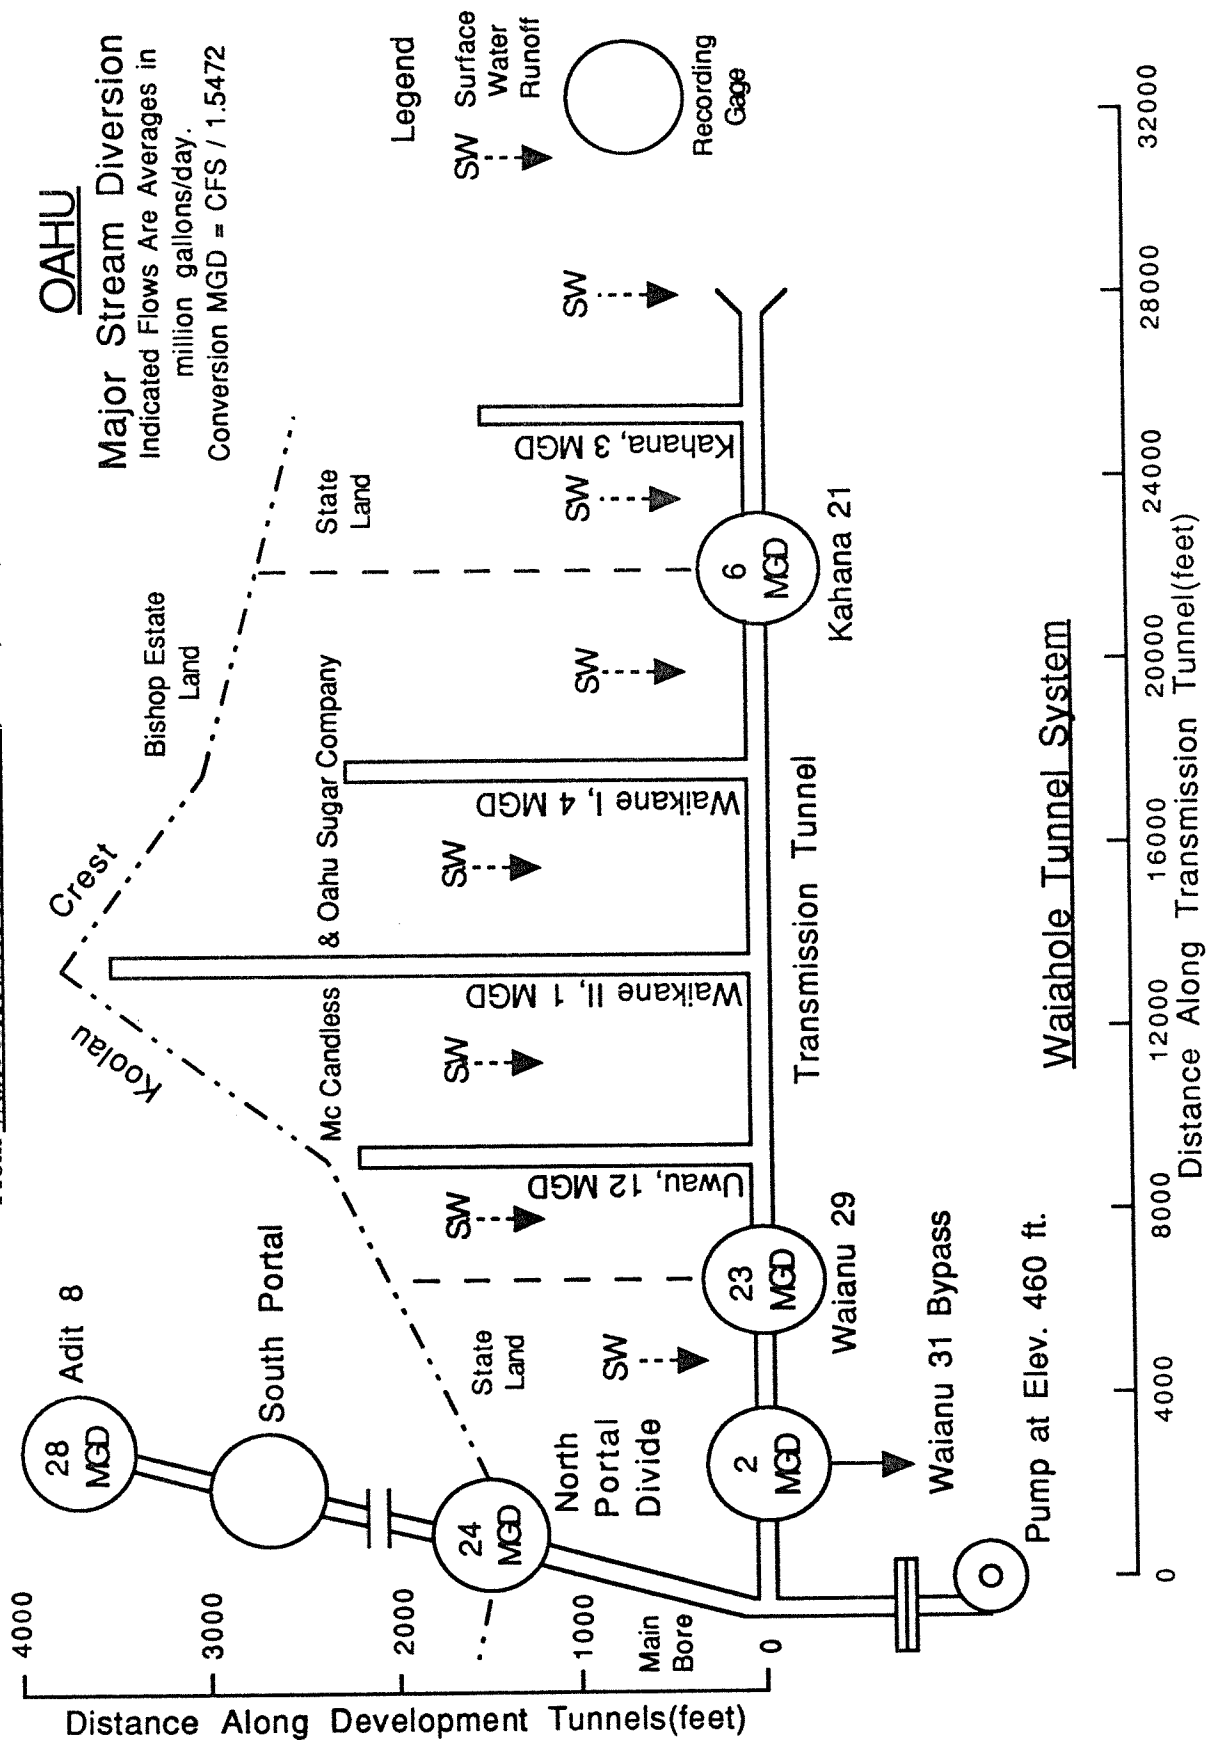 OAHU
Major Stream Diversion
Indicated Flows Are Averages in
million gallons/day.
Conversion MGD = CFS / 1.5472
Legend
SW
Surface
Water
Runoff
Recording
Gage
Adit 8
28
MGD
South Portal
24
MGD
North
Portal
Divide
Main
Bore
Koolau
Crest
Bishop Estate
Land
State
Land
State
Land
Mc Candless & Oahu Sugar Company
SW
SW
SW
SW
SW
SW
SW
Uwau, 12 MGD
Waikane II, 1 MGD
Waikane I, 4 MGD
Kahana, 3 MGD
2
MGD
23
MGD
6
MGD
Waianu 31 Bypass
Waianu 29
Transmission Tunnel
Kahana 21
Pump at Elev. 460 ft.
Waiahole Tunnel System
4000
3000
2000
1000
0
Distance Along Development Tunnels(feet)
0
4000
8000
12000
16000
20000
24000
28000
32000
Distance Along Transmission Tunnel(feet)